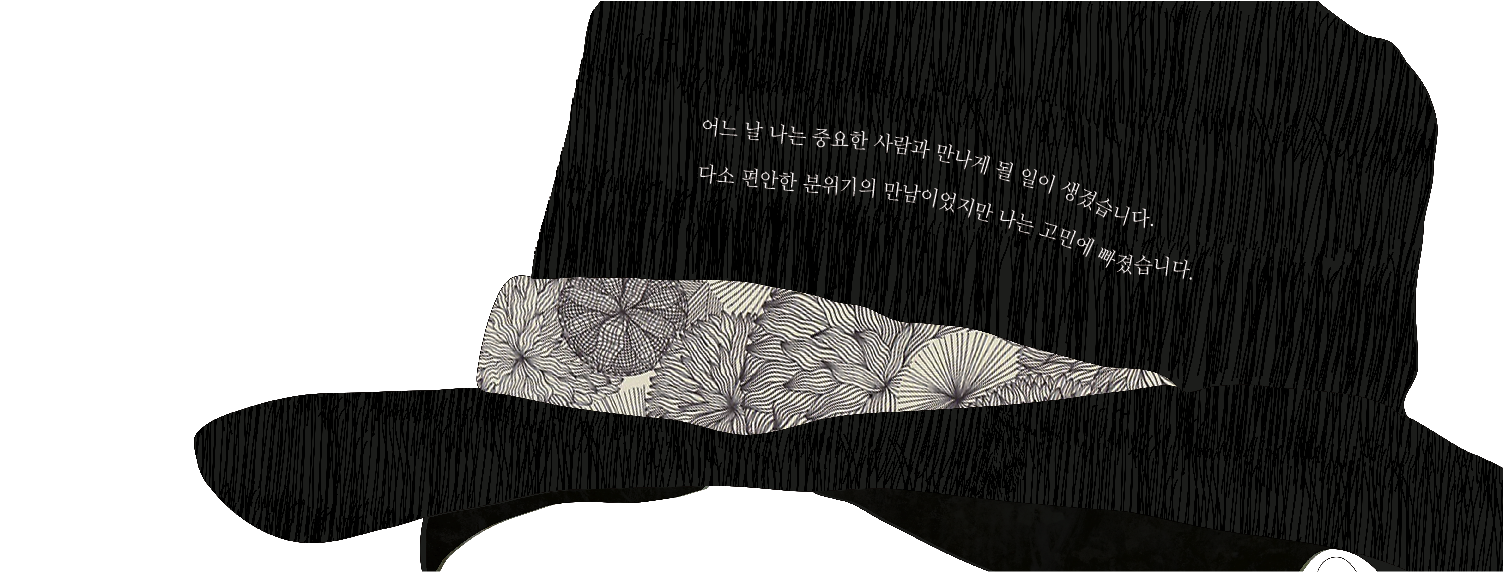 어느 날 나는 중요한 사람과 만나게 될 일이 생겼습니다.
다소 편안한 분위기의 만남이었지만 나는 고민에 빠졌습니다.